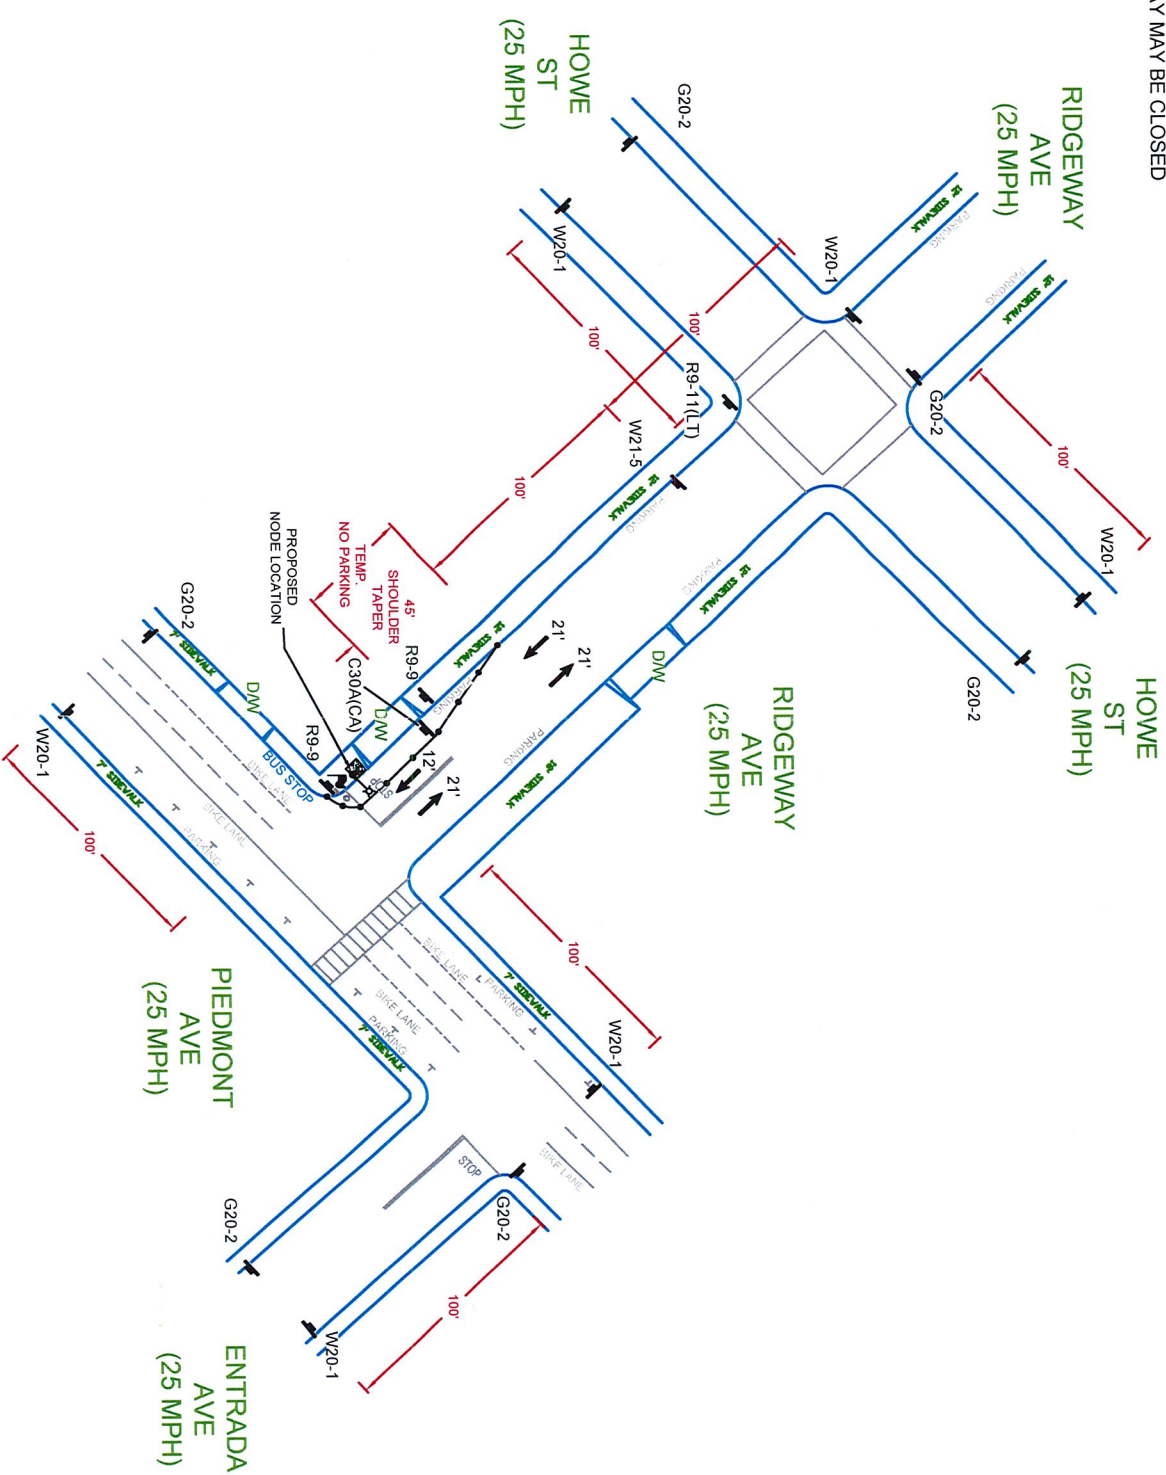 AY MAY BE CLOSED
RIDGEWAY
AVE
(25 MPH)
HOWE
ST
(25 MPH)
G20-2
12' SIDEWALK
PARKING
W20-1
PARKING
12' SIDEWALK
W20-1
100'
100'
R9-11(LT)
G20-2
100'
W21-5
12' SIDEWALK
PARKING
W20-1
HOWE
ST
(25 MPH)
100'
PARKING
12' SIDEWALK
G20-2
PROPOSED
NODE LOCATION
TEMP.
NO PARKING
45'
SHOULDER
TAPER
G20-2
R9-9
C30A(CA)
12' SIDEWALK
PARKING
21'
21'
D/W
RIDGEWAY
AVE
(25 MPH)
7' SIDEWALK
D/W
R9-9
D/W
12'
21'
STOP
PARKING
16' SIDEWALK
W20-1
BUS STOP
BIKE LANE
7' SIDEWALK
BIKE LANE
PARKING
100'
100'
BIKE LANE
PARKING
7' SIDEWALK
W20-1
BIKE LANE
PARKING
7' SIDEWALK
PIEDMONT
AVE
(25 MPH)
STOP
BIKE LANE
G20-2
G20-2
100'
W20-1
ENTRADA
AVE
(25 MPH)